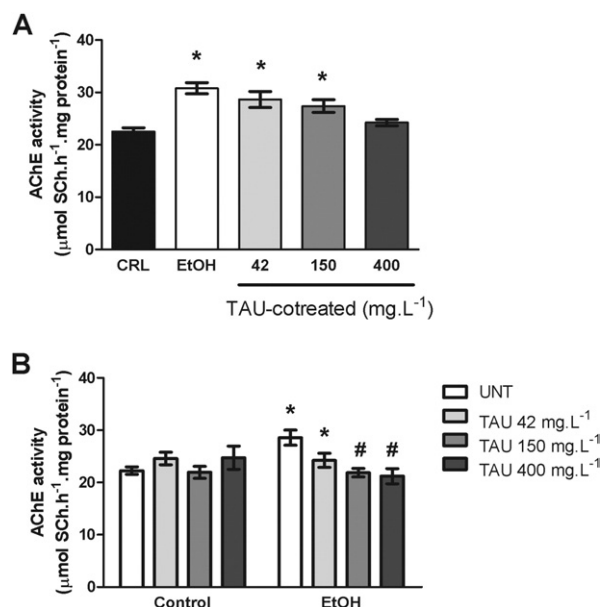 A
AChE activity
(μmol SCh.h⁻¹.mg protein⁻¹)
40
30
20
10
0
* * *
CRL EtOH 42 150 400
TAU-cotreated (mg.L⁻¹)
B
AChE activity
(μmol SCh.h⁻¹.mg protein⁻¹)
40
30
20
10
0
* * # #
Control EtOH
UNT
TAU 42 mg.L⁻¹
TAU 150 mg.L⁻¹
TAU 400 mg.L⁻¹